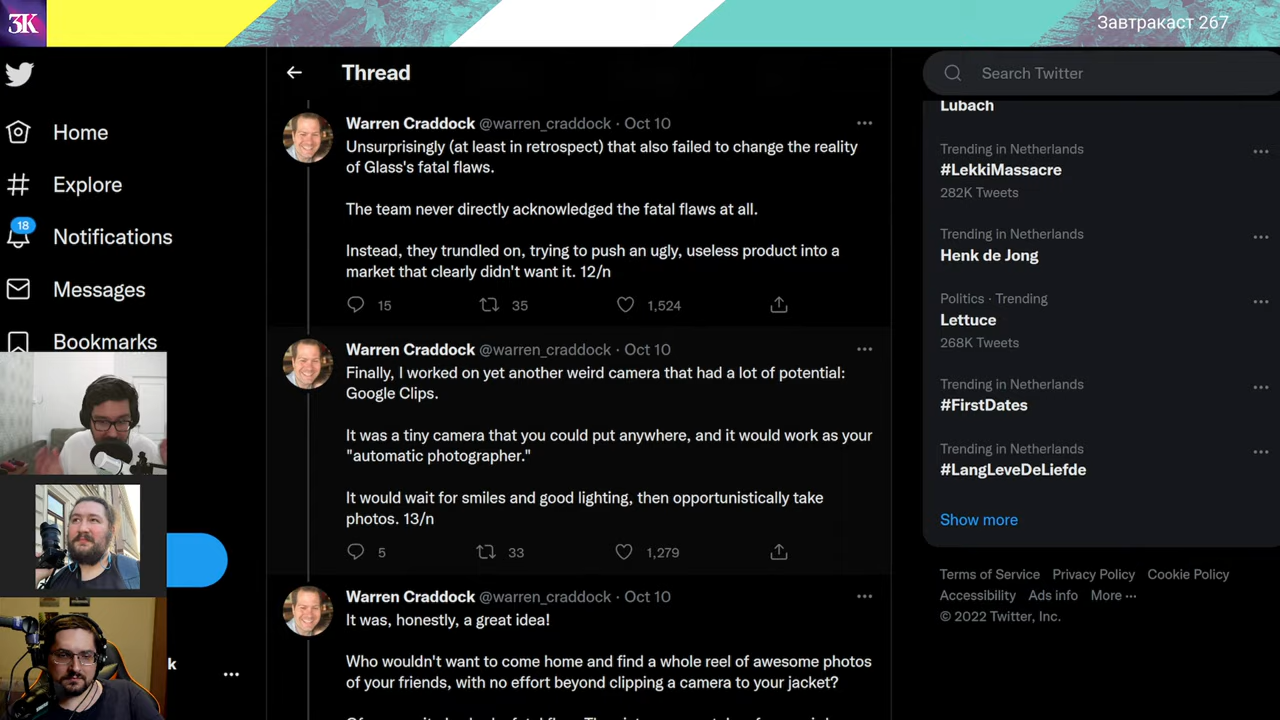 ЗК
Завтракаст 267
Home
Explore
18
Notifications
Messages
Bookmarks
k
Thread
Warren Craddock @warren_craddock · Oct 10
Unsurprisingly (at least in retrospect) that also failed to change the reality
of Glass's fatal flaws.
The team never directly acknowledged the fatal flaws at all.
Instead, they trundled on, trying to push an ugly, useless product into a
market that clearly didn't want it. 12/n
15 35 1,524
Warren Craddock @warren_craddock · Oct 10
Finally, I worked on yet another weird camera that had a lot of potential:
Google Clips.
It was a tiny camera that you could put anywhere, and it would work as your
"automatic photographer."
It would wait for smiles and good lighting, then opportunistically take
photos. 13/n
5 33 1,279
Warren Craddock @warren_craddock · Oct 10
It was, honestly, a great idea!
Who wouldn't want to come home and find a whole reel of awesome photos
of your friends, with no effort beyond clipping a camera to your jacket?
Search Twitter
Lubach
Trending in Netherlands
#LekkiMassacre
282K Tweets
Trending in Netherlands
Henk de Jong
Politics · Trending
Lettuce
268K Tweets
Trending in Netherlands
#FirstDates
Trending in Netherlands
#LangLeveDeLiefde
Show more
Terms of Service Privacy Policy Cookie Policy
Accessibility Ads info More ···
© 2022 Twitter, Inc.